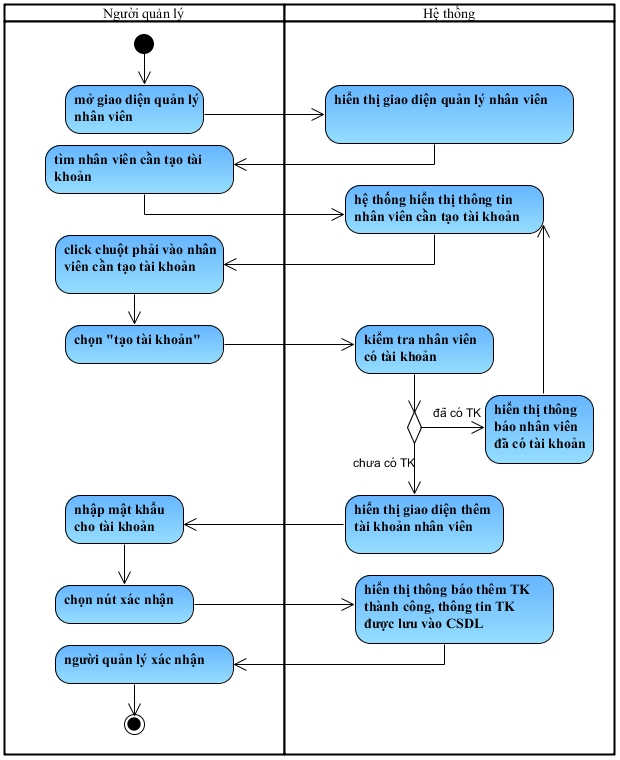 Người quản lý
Hệ thống
mở giao diện quản lý
nhân viên
hiển thị giao diện quản lý nhân viên
tìm nhân viên cần tạo tài
khoản
hệ thống hiển thị thông tin
nhân viên cần tạo tài khoản
click chuột phải vào nhân
viên cần tạo tài khoản
chọn "tạo tài khoản"
kiểm tra nhân viên
có tài khoản
đã có TK
hiển thị thông
báo nhân viên
đã có tài khoản
chưa có TK
nhập mật khẩu
cho tài khoản
hiển thị giao diện thêm
tài khoản nhân viên
chọn nút xác nhận
hiển thị thông báo thêm TK
thành công, thông tin TK
được lưu vào CSDL
người quản lý xác nhận